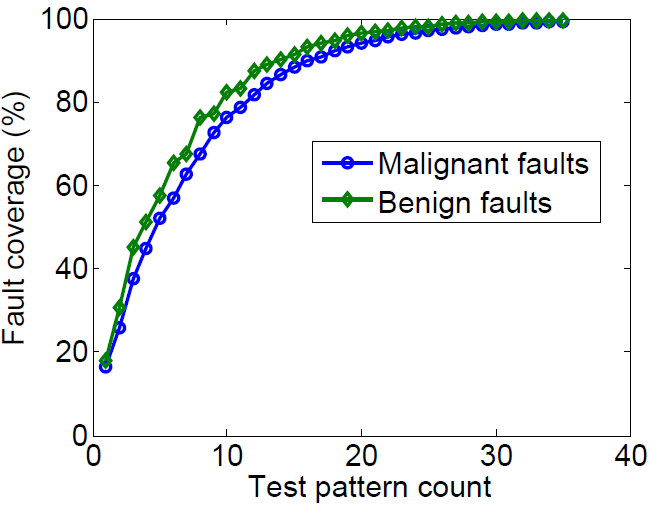 Fault coverage (%)
100
80
60
40
20
0
Malignant faults
Benign faults
0 10 20 30 40
Test pattern count